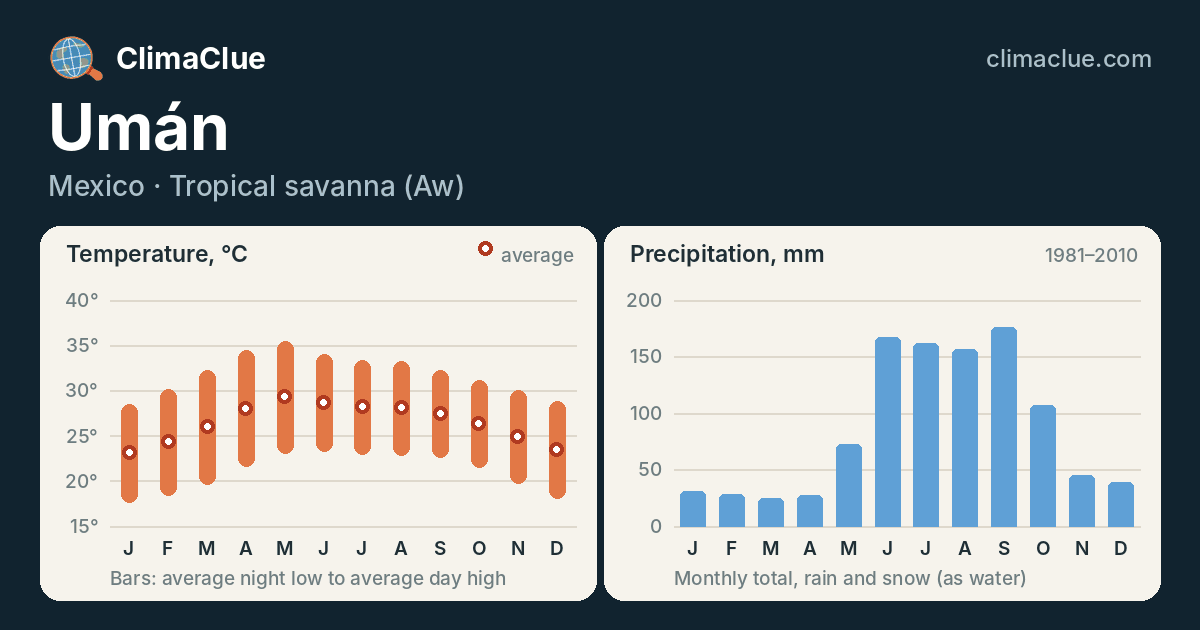 ClimaClue
climaclue.com
Umán
Mexico · Tropical savanna (Aw)
Temperature, °C
average
40°
35°
30°
25°
20°
15°
J F M A M J J A S O N D
Bars: average night low to average day high
Precipitation, mm
1981–2010
200
150
100
50
0
J F M A M J J A S O N D
Monthly total, rain and snow (as water)